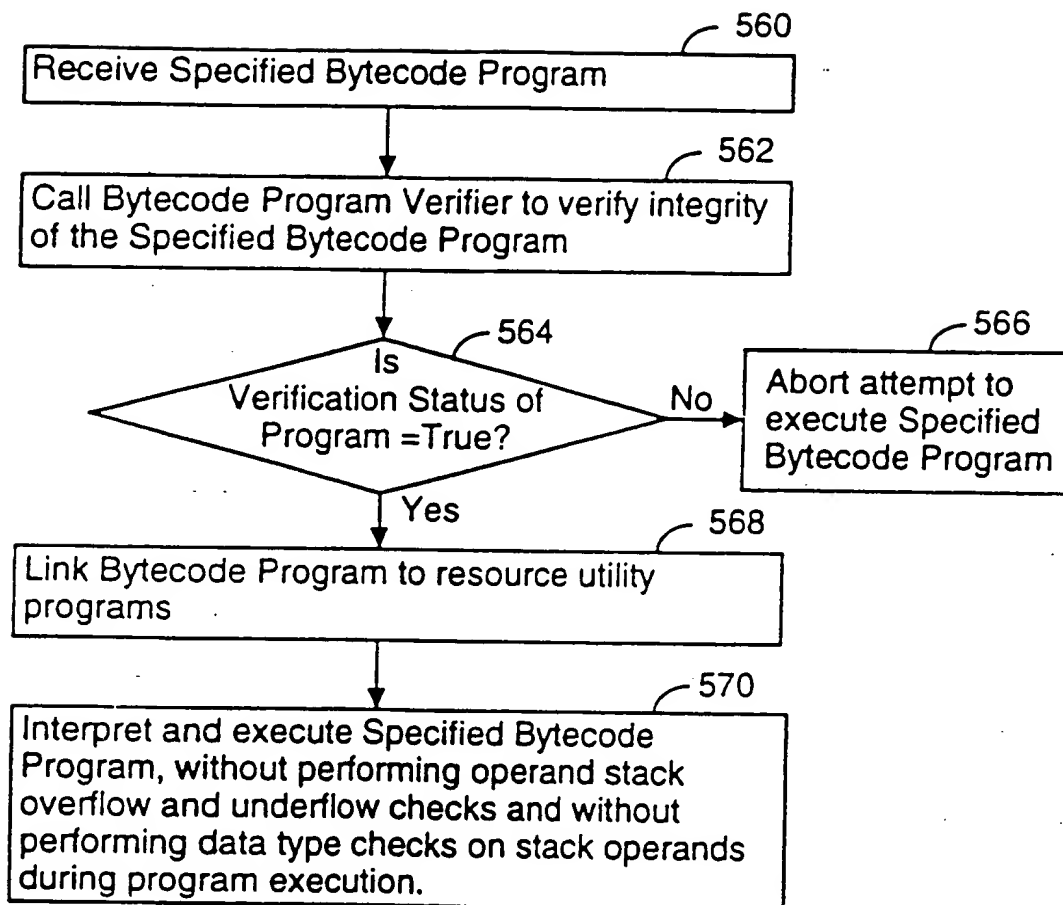 560
Receive Specified Bytecode Program
562
Call Bytecode Program Verifier to verify integrity
of the Specified Bytecode Program
564
Is
Verification Status of
Program =True?
No
566
Abort attempt to
execute Specified
Bytecode Program
Yes
568
Link Bytecode Program to resource utility
programs
570
Interpret and execute Specified Bytecode
Program, without performing operand stack
overflow and underflow checks and without
performing data type checks on stack operands
during program execution.